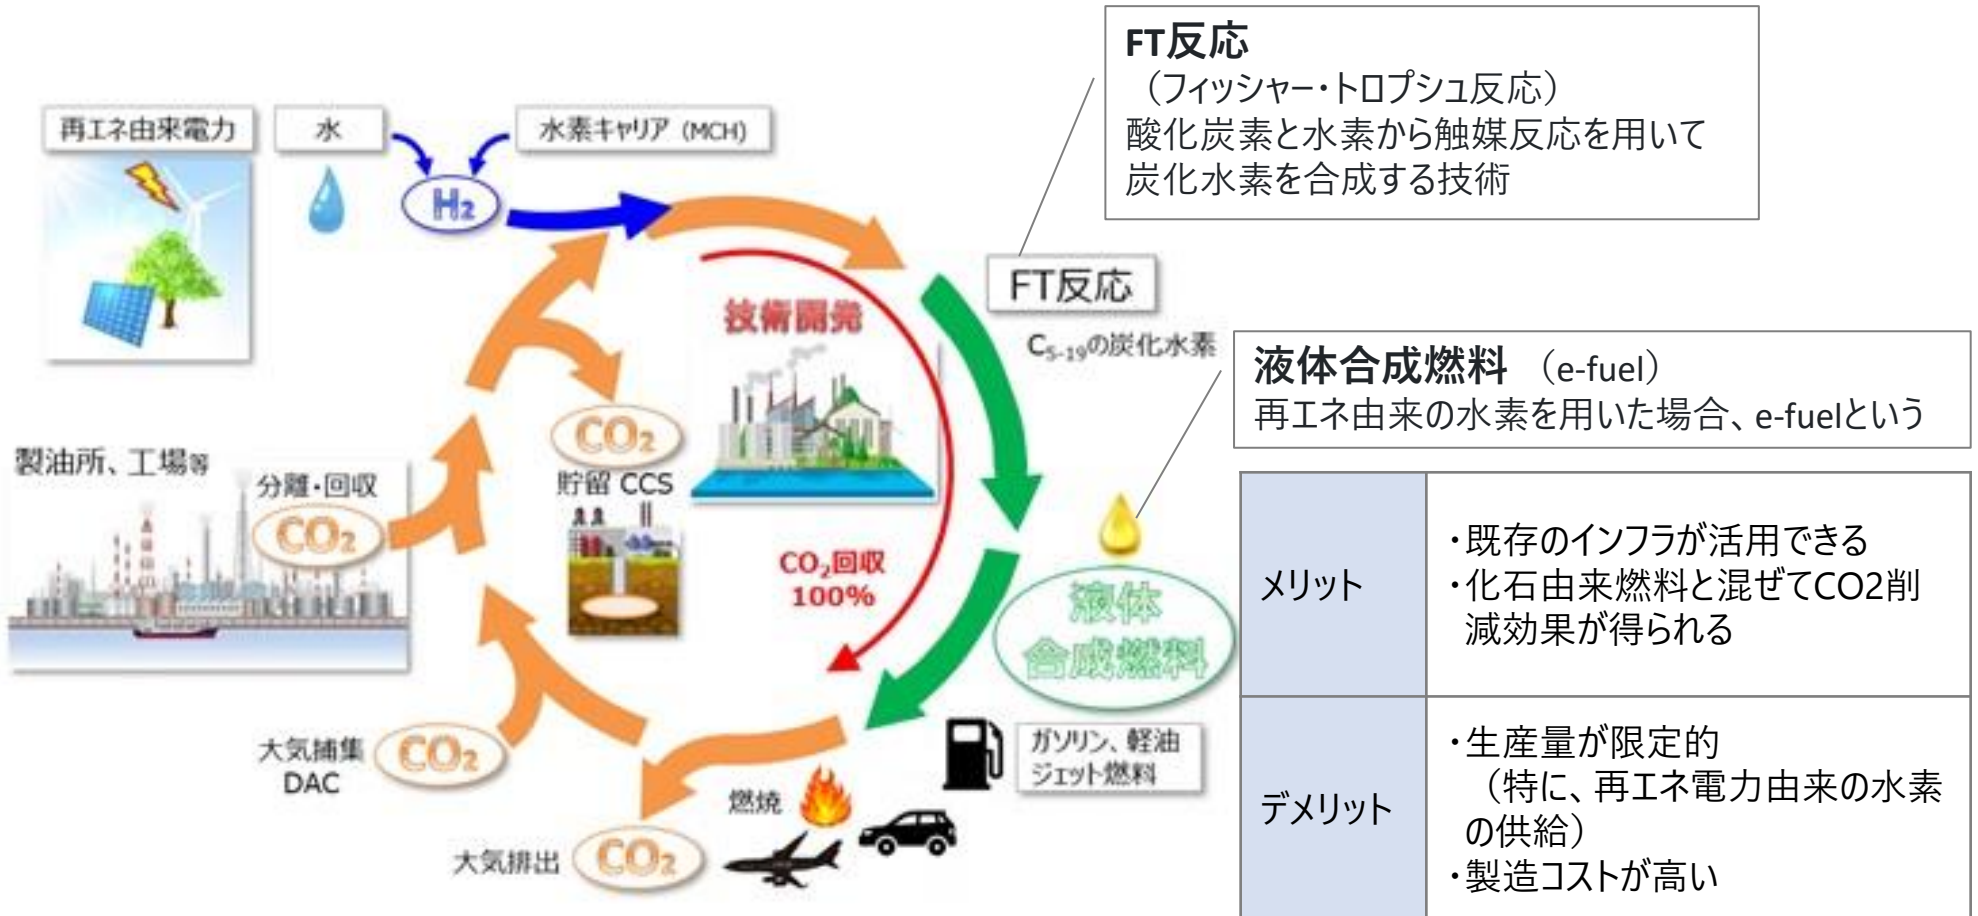 FT反応
（フィッシャー・トロプシュ反応）
酸化炭素と水素から触媒反応を用いて
炭化水素を合成する技術
再エネ由来電力
水
水素キャリア（MCH）
H₂
FT反応
C₅₋₁₉の炭化水素
技術開発
液体合成燃料 （e-fuel）
再エネ由来の水素を用いた場合、e-fuelという
製油所、工場等
分離・回収
CO₂
CO₂
貯留 CCS
CO₂回収
100%
液体
合成燃料
ガソリン、軽油
ジェット燃料
大気捕集
DAC
CO₂
燃焼
大気排出
CO₂
メリット
・既存のインフラが活用できる
・化石由来燃料と混ぜてCO2削
減効果が得られる
デメリット
・生産量が限定的
（特に、再エネ電力由来の水素
の供給）
・製造コストが高い